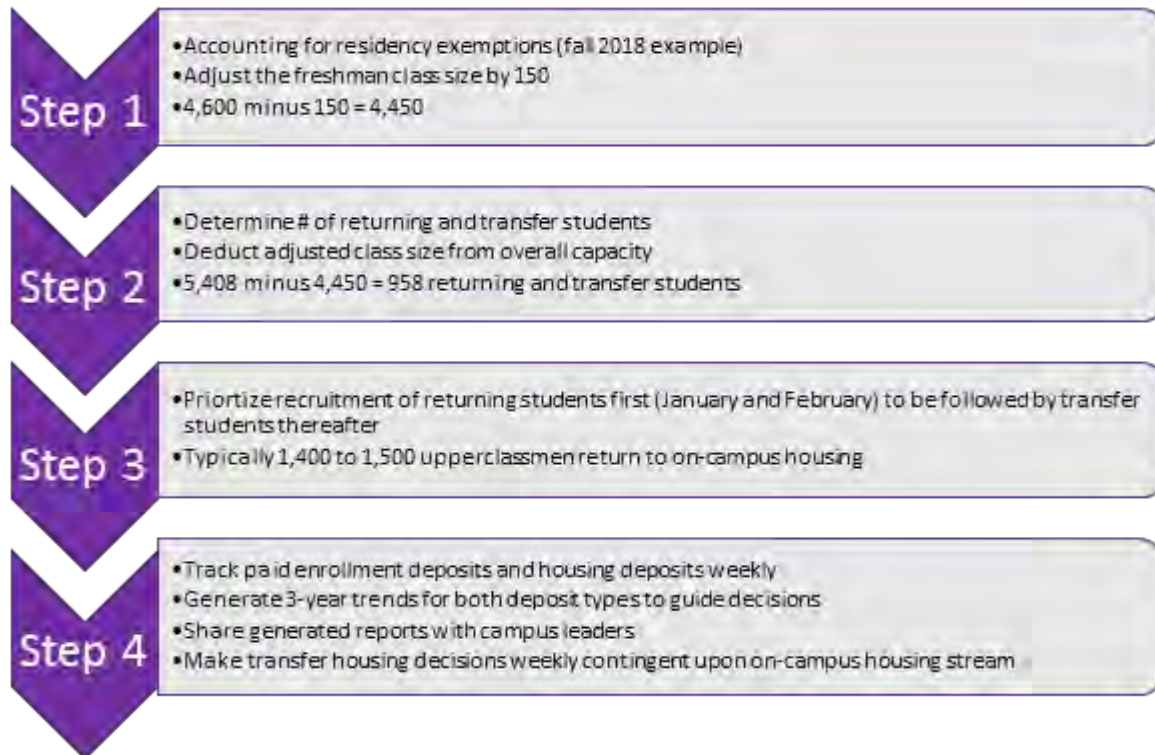 Step 1
•Accounting for residency exemptions (fall 2018 example)
•Adjust the freshman class size by 150
•4,600 minus 150 = 4,450
Step 2
•Determine # of returning and transfer students
•Deduct adjusted class size from overall capacity
•5,408 minus 4,450 = 958 returning and transfer students
Step 3
•Priortize recruitment of returning students first (January and February) to be followed by transfer
students thereafter
•Typically 1,400 to 1,500 upperclassmen return to on-campus housing
Step 4
•Track paid enrollment deposits and housing deposits weekly
•Generate 3-year trends for both deposit types to guide decisions
•Share generated reports with campus leaders
•Make transfer housing decisions weekly contingent upon on-campus housing stream